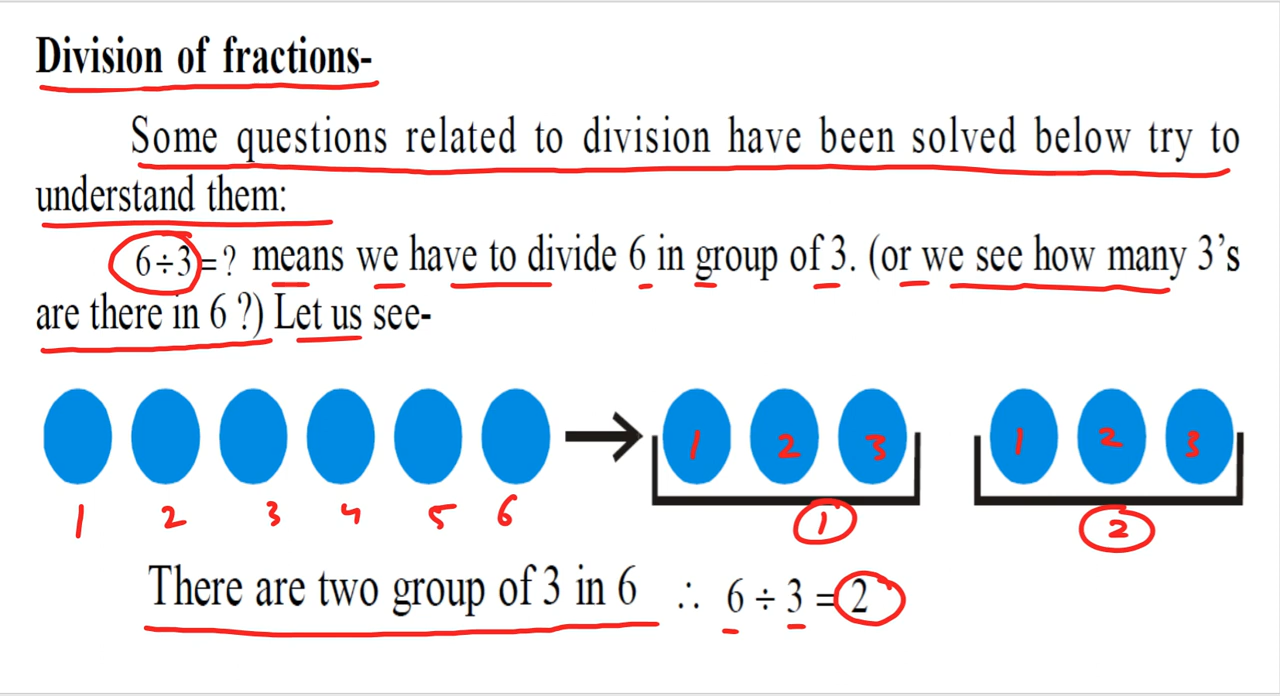 Division of fractions-
Some questions related to division have been solved below try to
understand them:
6÷3=? means we have to divide 6 in group of 3. (or we see how many 3's
are there in 6 ?) Let us see-
1 2 3 1 2 3
1 2 3 4 5 6 1 2
There are two group of 3 in 6 ∴ 6 ÷ 3 = 2